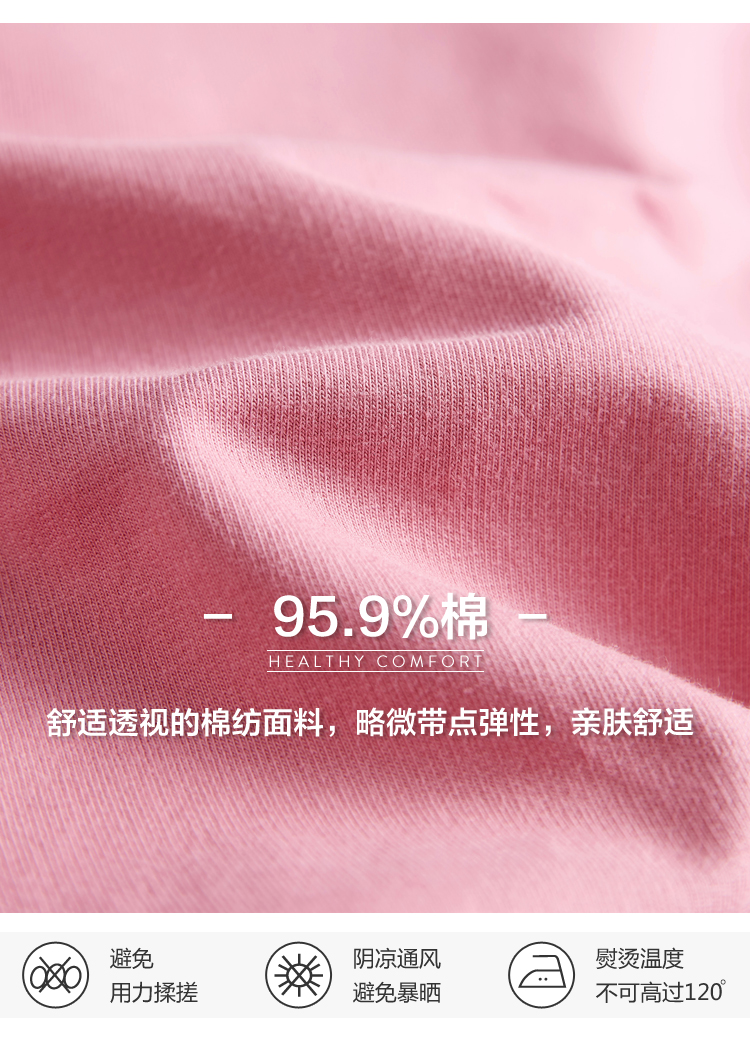 – 95.9%棉 –
HEALTHY COMFORT
舒适透视的棉纺面料，略微带点弹性，亲肤舒适
避免
用力揉搓
阴凉通风
避免暴晒
熨烫温度
不可高过120°